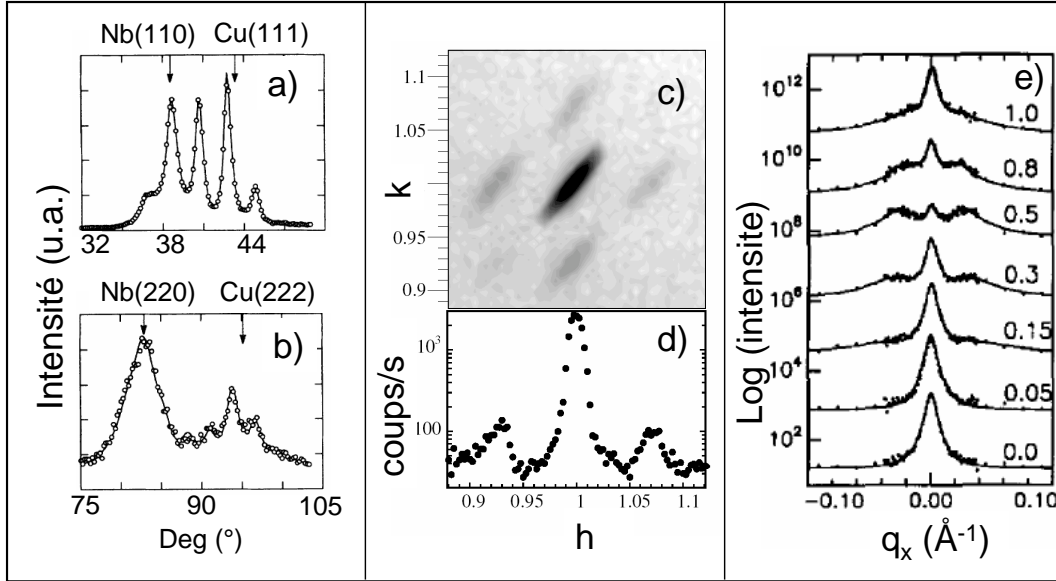 Nb(110) Cu(111)
a)
32 38 44
Intensité (u.a.)
Nb(220) Cu(222)
b)
75 90 105
Deg (°)
c)
k
1.1
1.05
1
0.95
0.9
d)
coups/s
10³
100
0.9 0.95 1 1.05 1.1
h
e)
Log (intensite)
10¹²
10¹⁰
10⁸
10⁶
10⁴
10²
1.0
0.8
0.5
0.3
0.15
0.05
0.0
-0.10 0.00 0.10
qₓ (Å⁻¹)